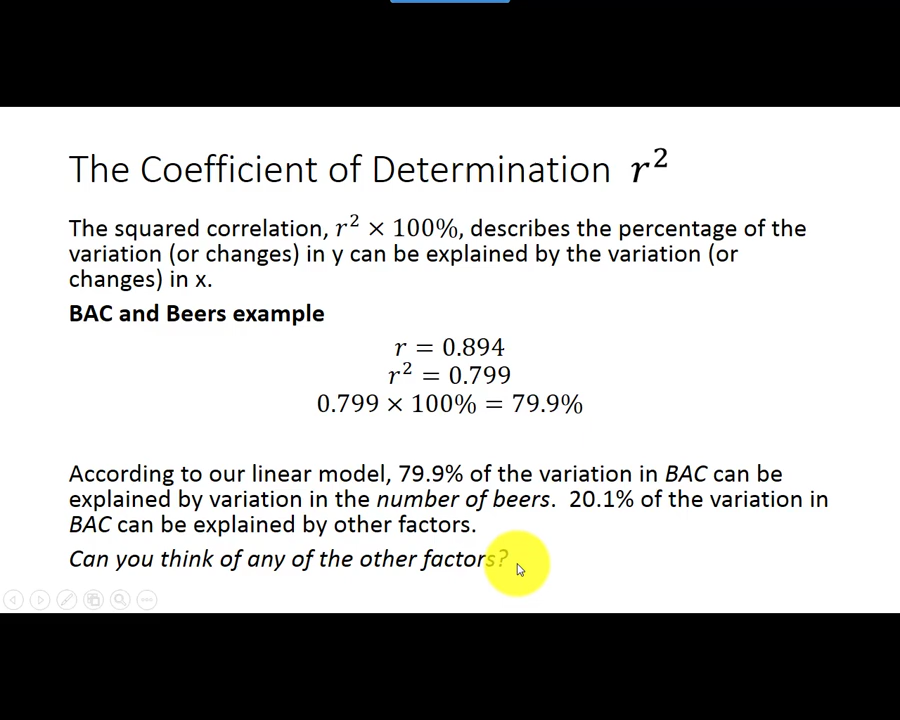 The Coefficient of Determination r²
The squared correlation, r² × 100%, describes the percentage of the
variation (or changes) in y can be explained by the variation (or
changes) in x.
BAC and Beers example
r = 0.894
r² = 0.799
0.799 × 100% = 79.9%
According to our linear model, 79.9% of the variation in BAC can be
explained by variation in the number of beers. 20.1% of the variation in
BAC can be explained by other factors.
Can you think of any of the other factors?